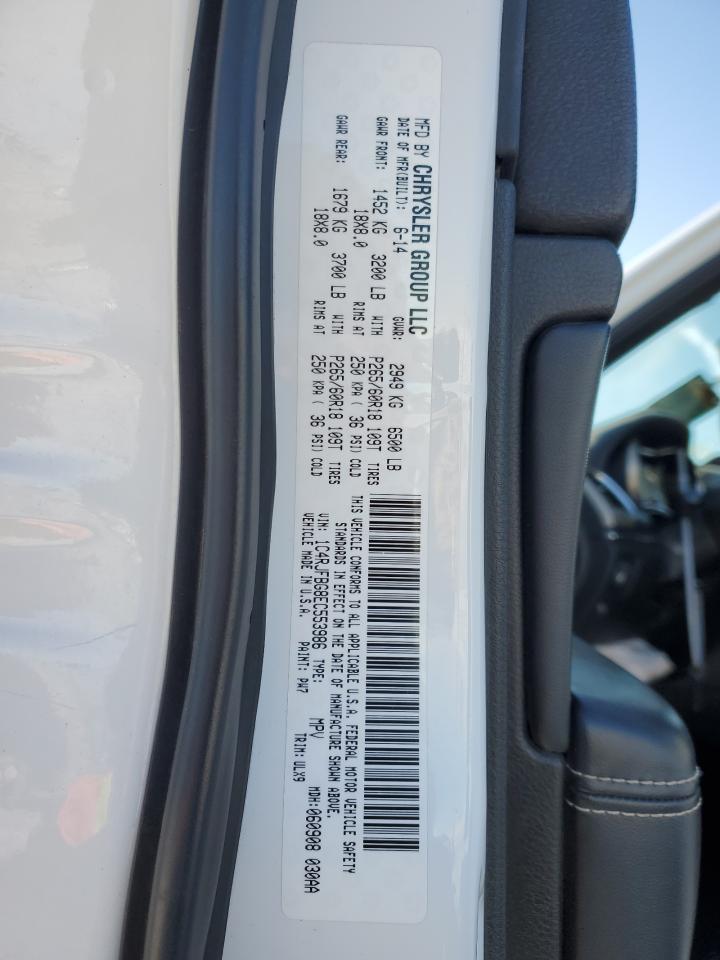 MFD BY CHRYSLER GROUP LLC
DATE OF MFR(BUILT): 6-14 GVWR: 2949 KG 6500 LB
GAWR FRONT: 1452 KG 3200 LB WITH P265/60R18 109T TIRES
18X8.0 RIMS AT 250 KPA ( 36 PSI) COLD
GAWR REAR: 1679 KG 3700 LB WITH P265/60R18 109T TIRES
18X8.0 RIMS AT 250 KPA ( 36 PSI) COLD
THIS VEHICLE CONFORMS TO ALL APPLICABLE U.S.A. FEDERAL MOTOR VEHICLE SAFETY
STANDARDS IN EFFECT ON THE DATE OF MANUFACTURE SHOWN ABOVE.
VIN: 1C4RJFBG8EC553986 TYPE: MPV MDH:060908 030AA
VEHICLE MADE IN U.S.A. PAINT: PW7 TRIM: ULX9